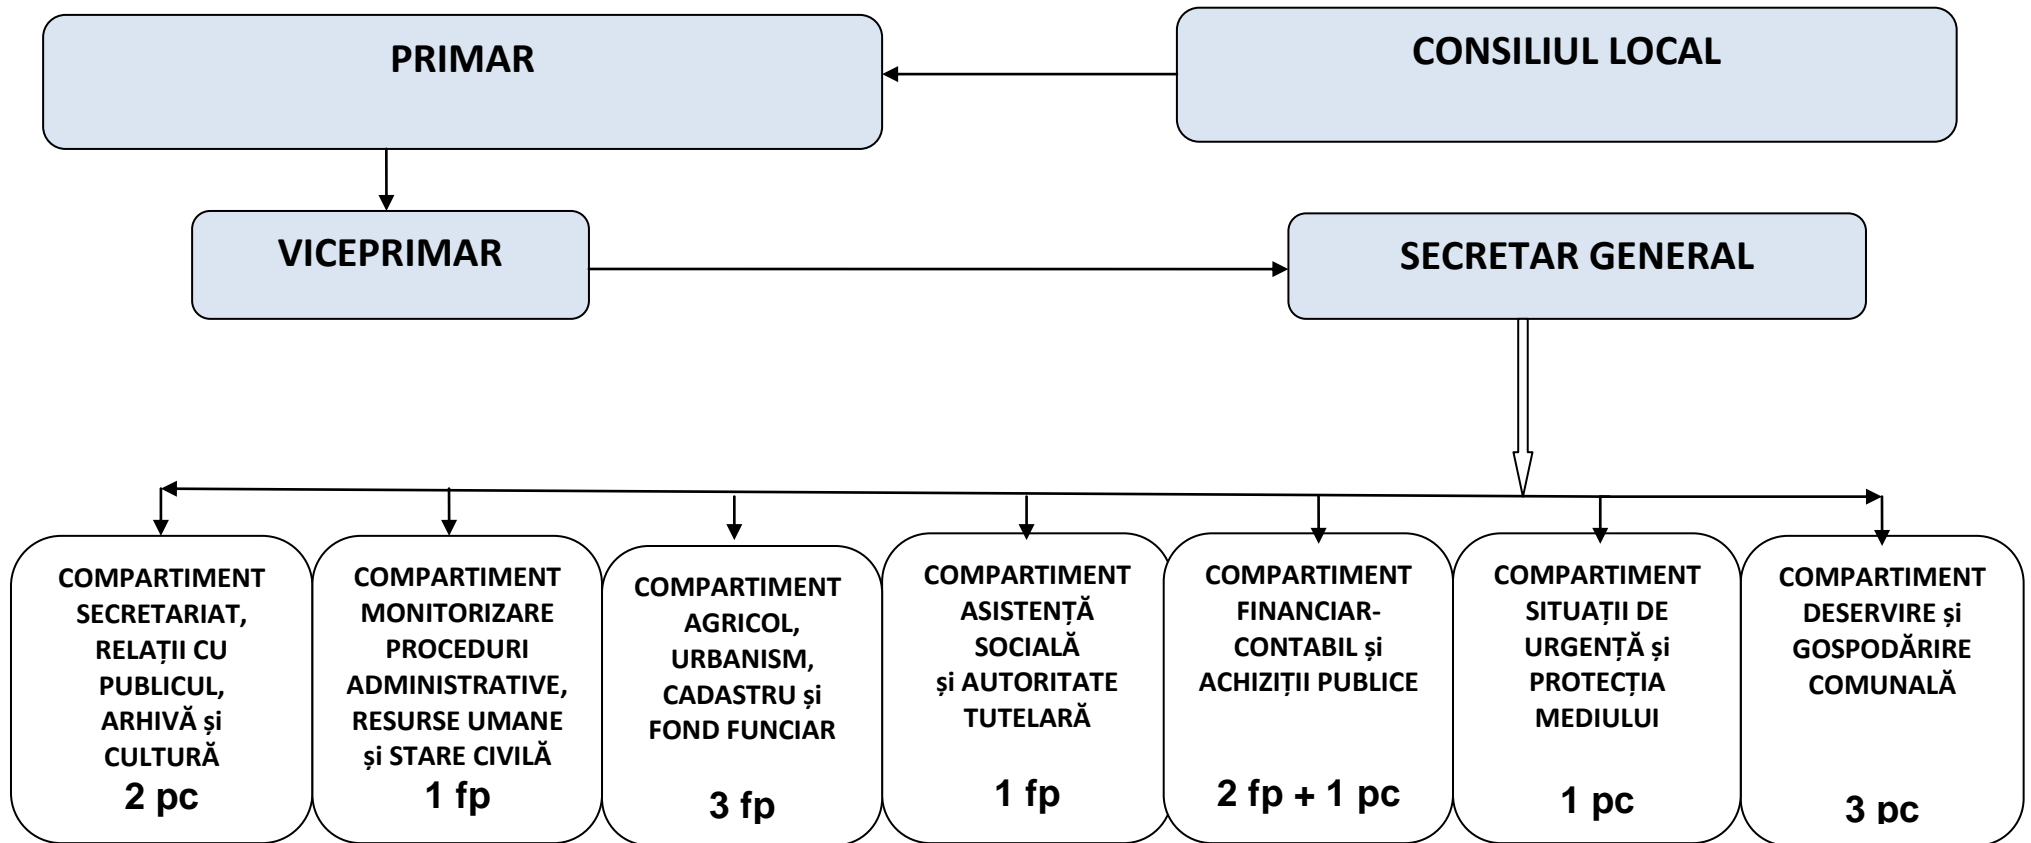 PRIMAR
CONSILIUL LOCAL
VICEPRIMAR
SECRETAR GENERAL
COMPARTIMENT
SECRETARIAT,
RELAȚII CU
PUBLICUL,
ARHIVĂ și
CULTURĂ
2 pc
COMPARTIMENT
MONITORIZARE
PROCEDURI
ADMINISTRATIVE,
RESURSE UMANE
și STARE CIVILĂ
1 fp
COMPARTIMENT
AGRICOL,
URBANISM,
CADASTRU și
FOND FUNCIAR
3 fp
COMPARTIMENT
ASISTENȚĂ
SOCIALĂ
și AUTORITATE
TUTELARĂ
1 fp
COMPARTIMENT
FINANCIAR-
CONTABIL și
ACHIZIȚII PUBLICE
2 fp + 1 pc
COMPARTIMENT
SITUAȚII DE
URGENȚĂ și
PROTECȚIA
MEDIULUI
1 pc
COMPARTIMENT
DESERVIRE și
GOSPODĂRIRE
COMUNALĂ
3 pc